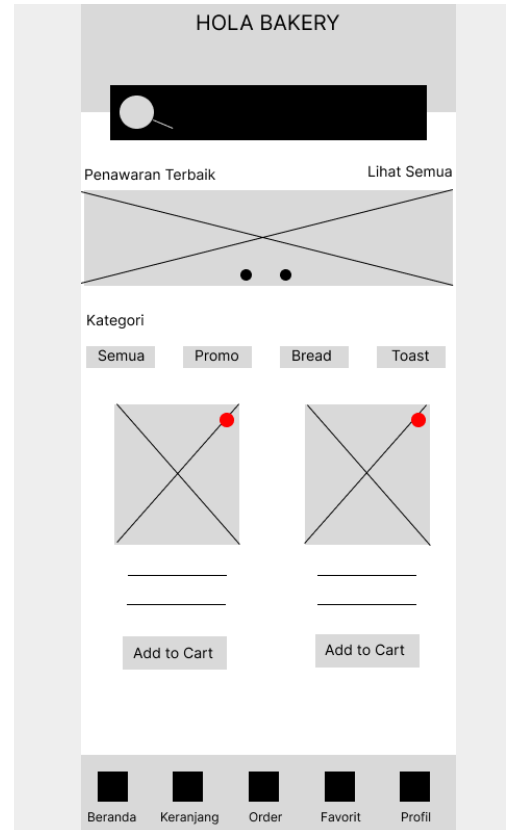 HOLA BAKERY
Penawaran Terbaik
Lihat Semua
Kategori
Semua
Promo
Bread
Toast
Add to Cart
Add to Cart
Beranda
Keranjang
Order
Favorit
Profil